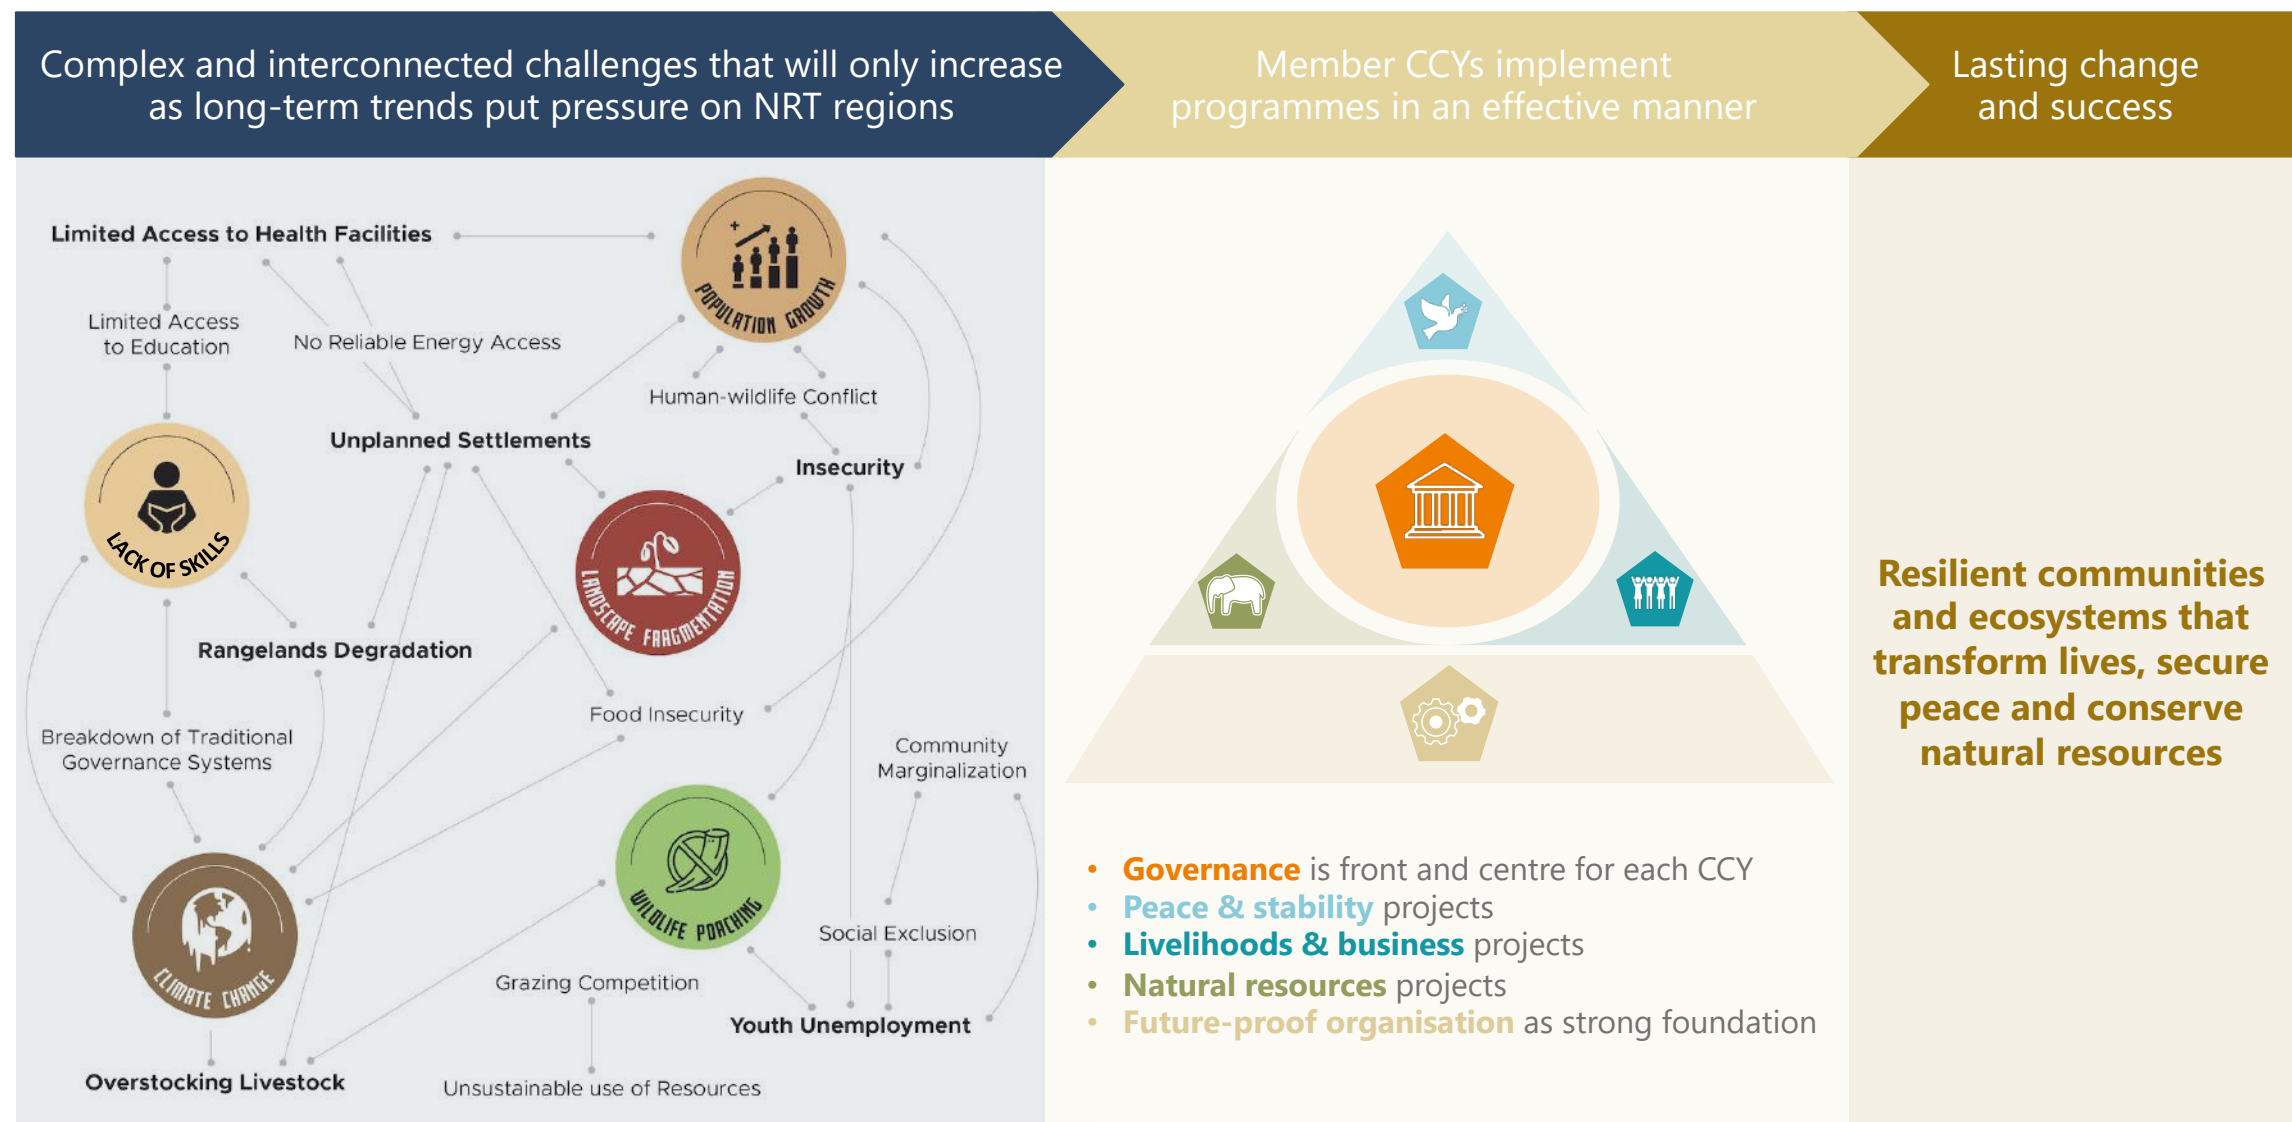 Complex and interconnected challenges that will only increase
as long-term trends put pressure on NRT regions
Member CCYs implement
programmes in an effective manner
Lasting change
and success
Limited Access to Health Facilities
POPULATION GROWTH
Limited Access
to Education
No Reliable Energy Access
Human-wildlife Conflict
Unplanned Settlements
Insecurity
LACK OF SKILLS
LANDSCAPE FRAGMENTATION
Rangelands Degradation
Food Insecurity
Breakdown of Traditional
Governance Systems
Community
Marginalization
WILDLIFE POACHING
CLIMATE CHANGE
Social Exclusion
Grazing Competition
Youth Unemployment
Overstocking Livestock
Unsustainable use of Resources
• Governance is front and centre for each CCY
• Peace & stability projects
• Livelihoods & business projects
• Natural resources projects
• Future-proof organisation as strong foundation
Resilient communities
and ecosystems that
transform lives, secure
peace and conserve
natural resources